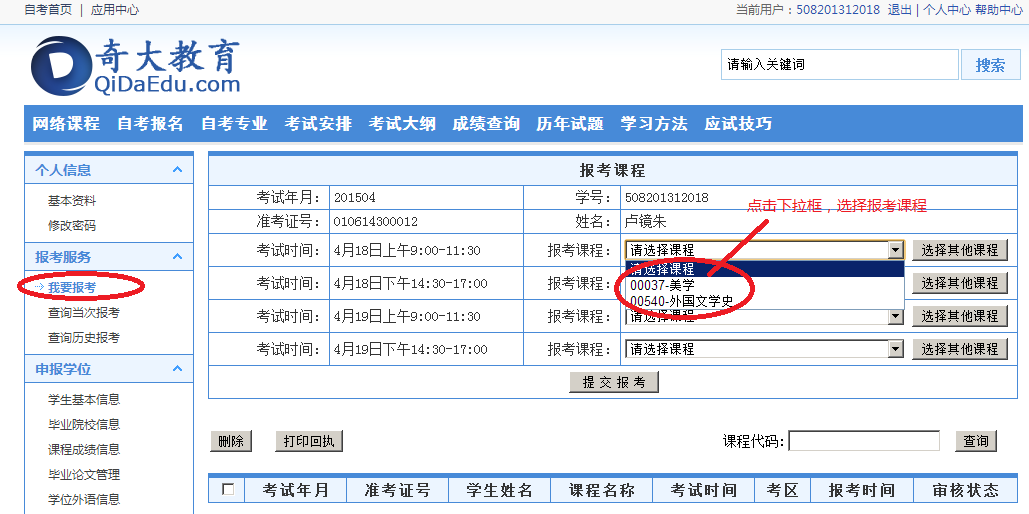 自考首页 | 应用中心
当前用户：508201312018 退出 | 个人中心 帮助中心
奇大教育
QiDaEdu.com
请输入关键词
搜索
网络课程 自考报名 自考专业 考试安排 考试大纲 成绩查询 历年试题 学习方法 应试技巧
个人信息
基本资料
修改密码
报考服务
我要报考
查询当次报考
查询历史报考
申报学位
学生基本信息
毕业院校信息
课程成绩信息
毕业论文管理
学位外语信息
报考课程
考试年月： 201504 学号： 508201312018
准考证号： 010614300012 姓名： 卢镜朱
点击下拉框，选择报考课程
考试时间： 4月18日上午9:00-11:30 报考课程： 请选择课程 选择其他课程
请选择课程
00037-美学
00540-外国文学史
考试时间： 4月18日下午14:30-17:00 报考课程： 选择其他课程
考试时间： 4月19日上午9:00-11:30 报考课程： 请选择课程 选择其他课程
考试时间： 4月19日下午14:30-17:00 报考课程： 请选择课程 选择其他课程
提交报考
删除 打印回执 课程代码: 查询
考试年月 准考证号 学生姓名 课程名称 考试时间 考区 报考时间 审核状态